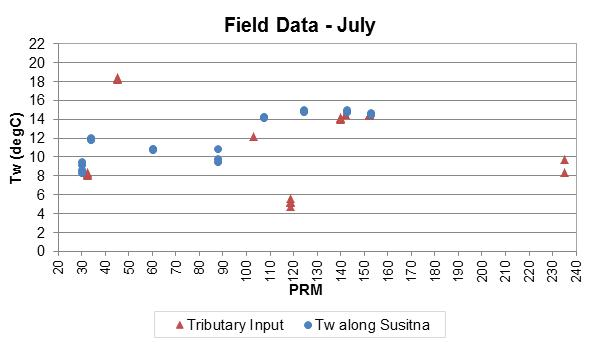 Field Data - July
Tw (degC)
22
20
18
16
14
12
10
8
6
4
2
0
20 30 40 50 60 70 80 90 100 110 120 130 140 150 160 170 180 190 200 210 220 230 240
PRM
Tributary Input Tw along Susitna